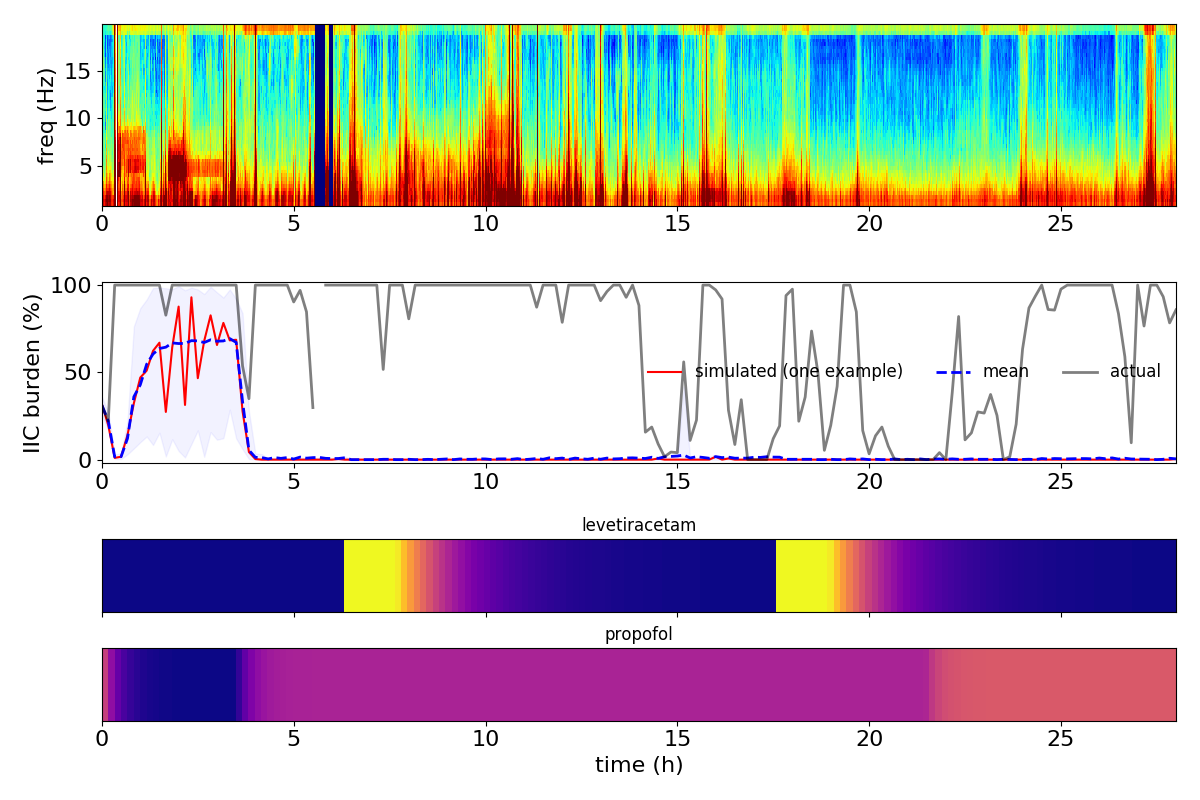 freq (Hz)
15
10
5
0 5 10 15 20 25
IIC burden (%)
100
50
0
simulated (one example) mean actual
0 5 10 15 20 25
levetiracetam
propofol
0 5 10 15 20 25
time (h)